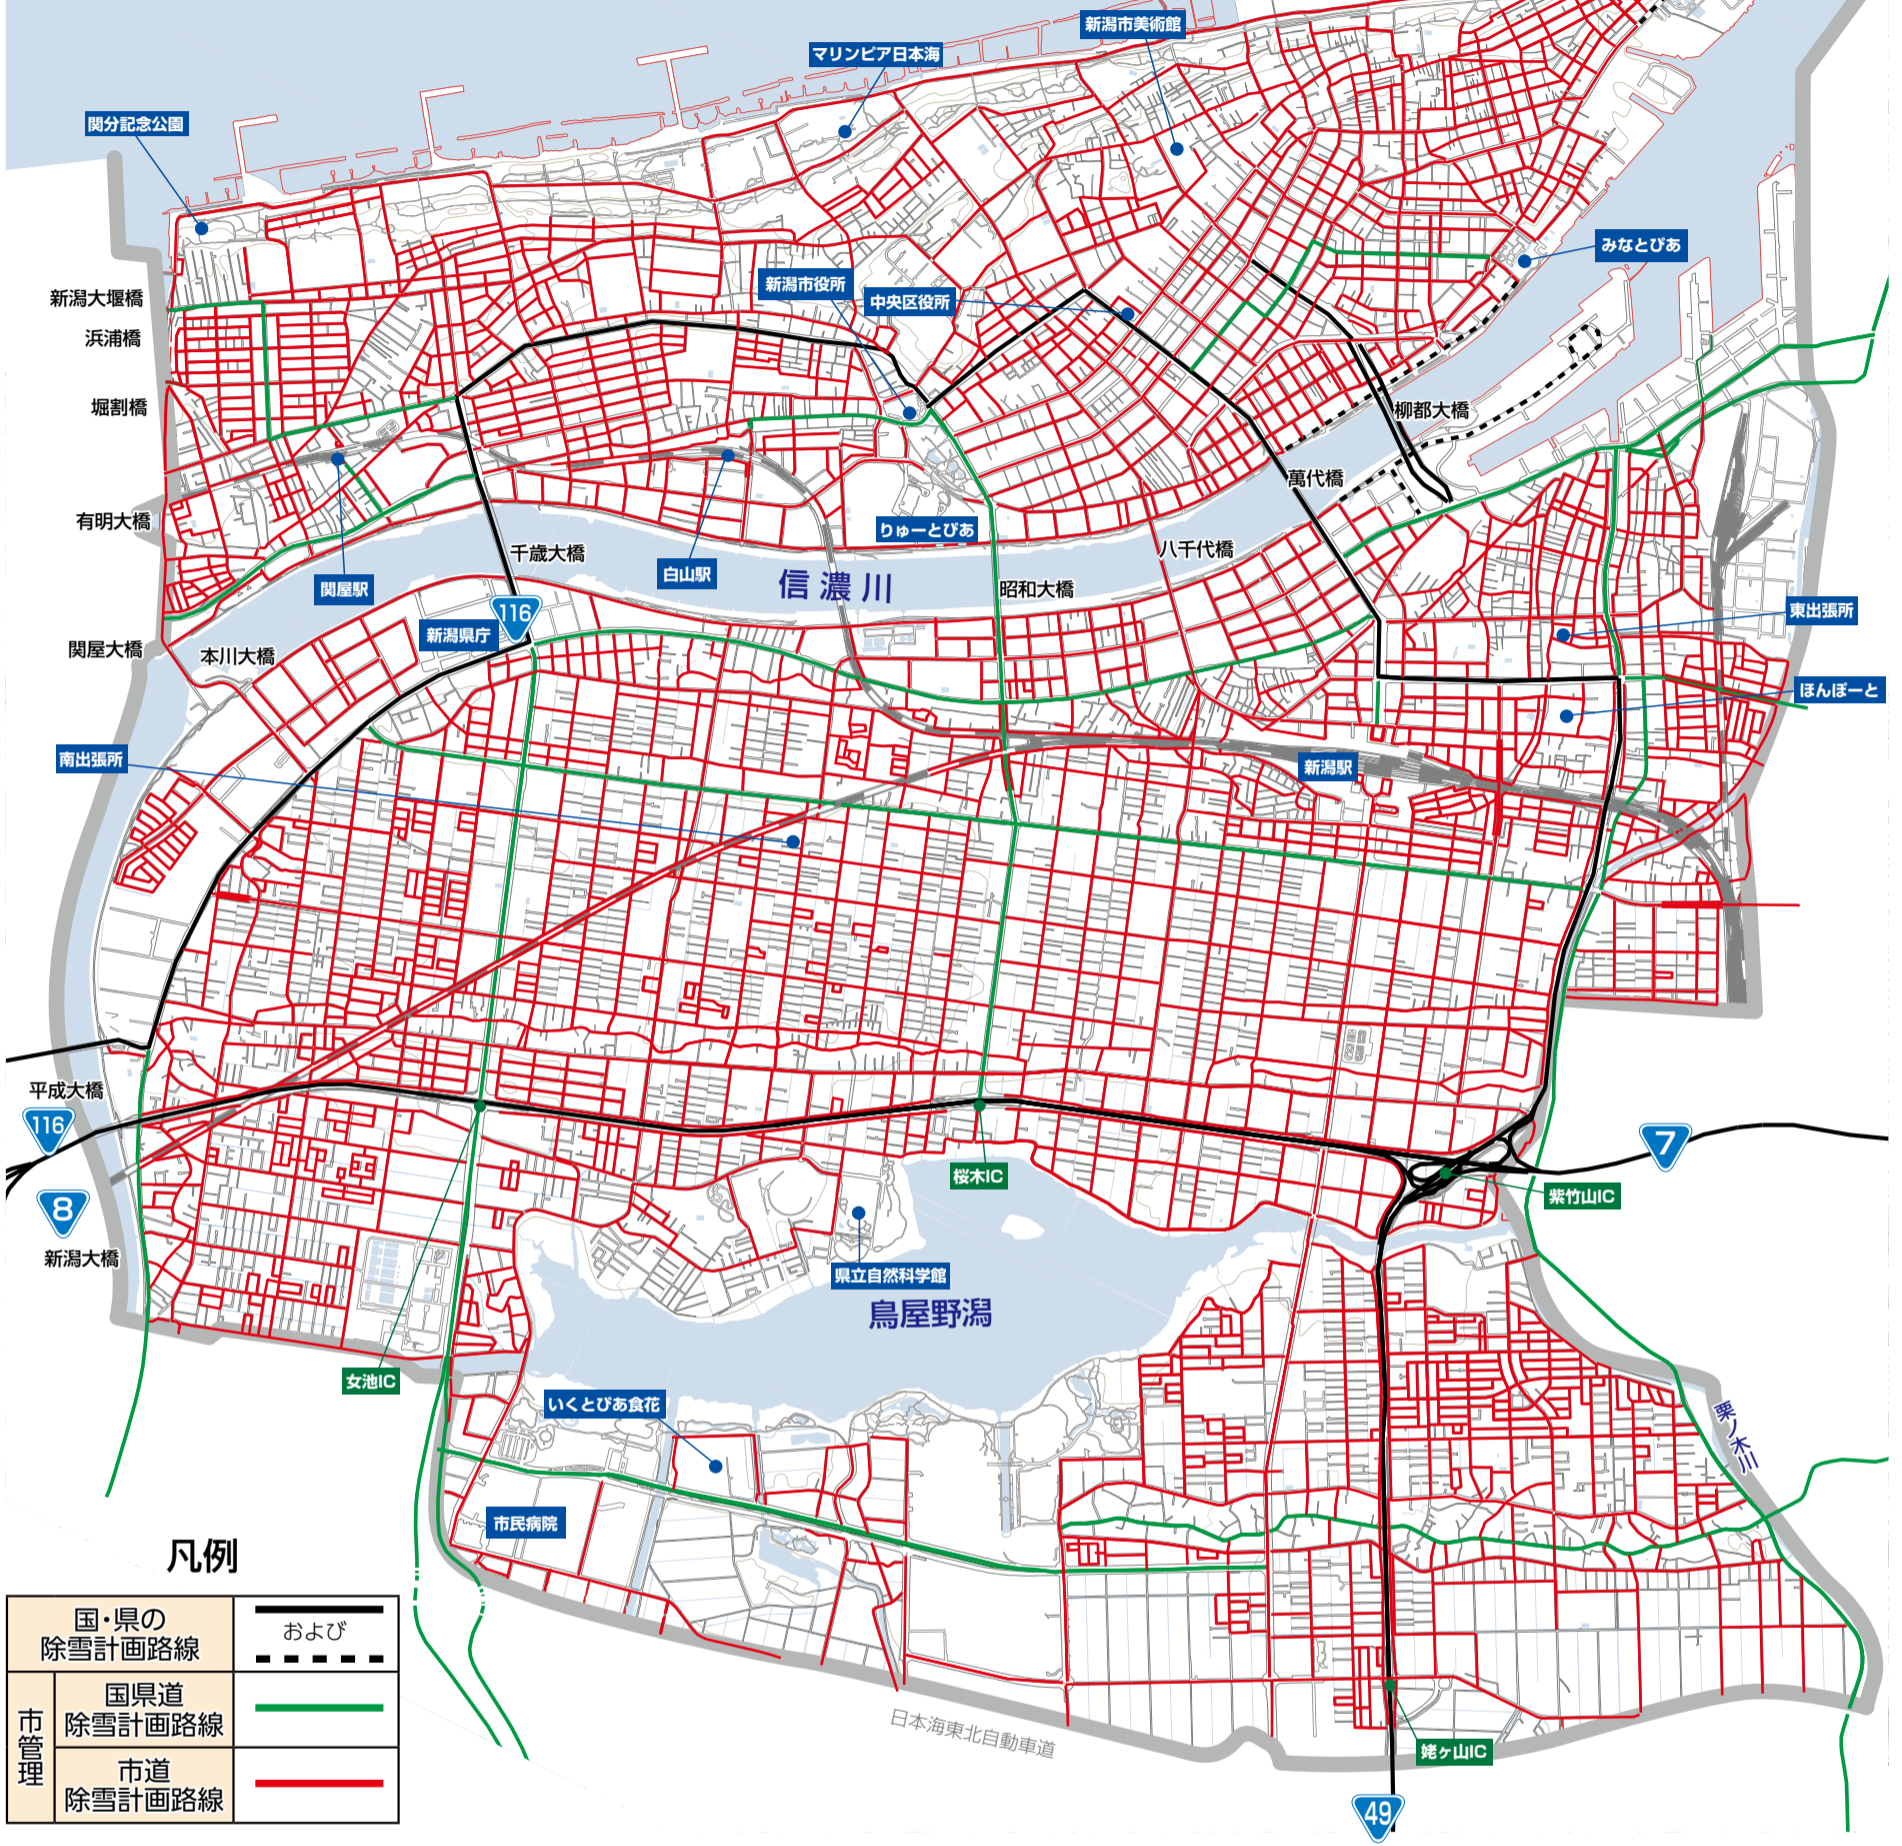 新潟市美術館
マリンピア日本海
関分記念公園
みなとぴあ
新潟市役所
中央区役所
新潟大堰橋
浜浦橋
堀割橋
柳都大橋
萬代橋
有明大橋
りゅーとぴあ
千歳大橋
八千代橋
白山駅
信濃川
関屋駅
昭和大橋
116
東出張所
新潟県庁
関屋大橋
本川大橋
ほんぽーと
南出張所
新潟駅
平成大橋
116
7
桜木IC
紫竹山IC
8
新潟大橋
県立自然科学館
鳥屋野潟
女池IC
いくとぴあ食花
栗ノ木川
市民病院
凡例
国・県の
除雪計画路線
および
市管理
国県道
除雪計画路線
市道
除雪計画路線
日本海東北自動車道
姥ヶ山IC
49